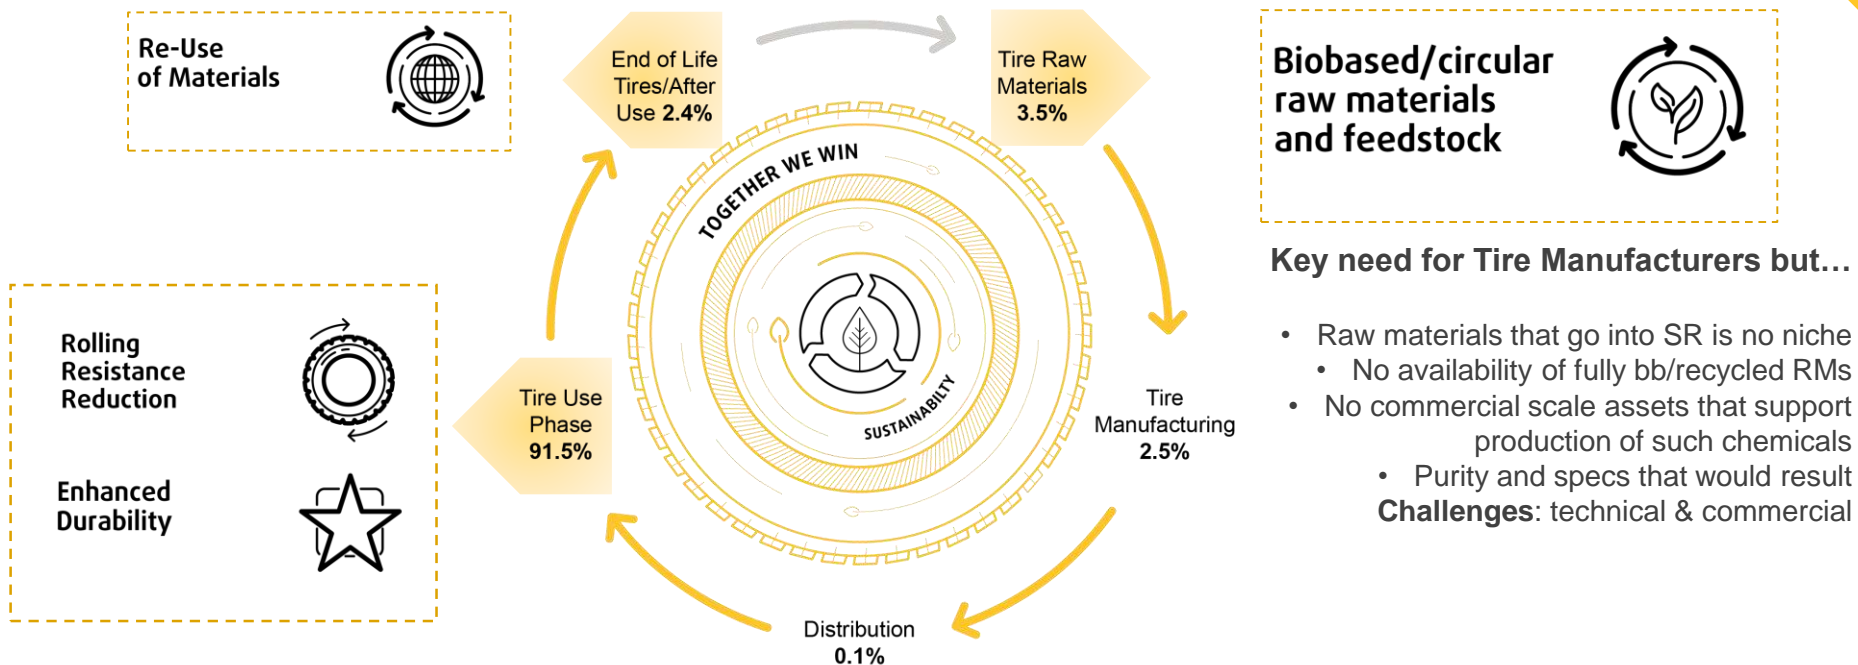 Re-Use
of Materials
End of Life
Tires/After
Use 2.4%
Tire Raw
Materials
3.5%
Biobased/circular
raw materials
and feedstock
TOGETHER WE WIN
SUSTAINABILTY
Rolling
Resistance
Reduction
Enhanced
Durability
Tire Use
Phase
91.5%
Tire
Manufacturing
2.5%
Distribution
0.1%
Key need for Tire Manufacturers but…
• Raw materials that go into SR is no niche
• No availability of fully bb/recycled RMs
• No commercial scale assets that support
production of such chemicals
• Purity and specs that would result
Challenges: technical & commercial